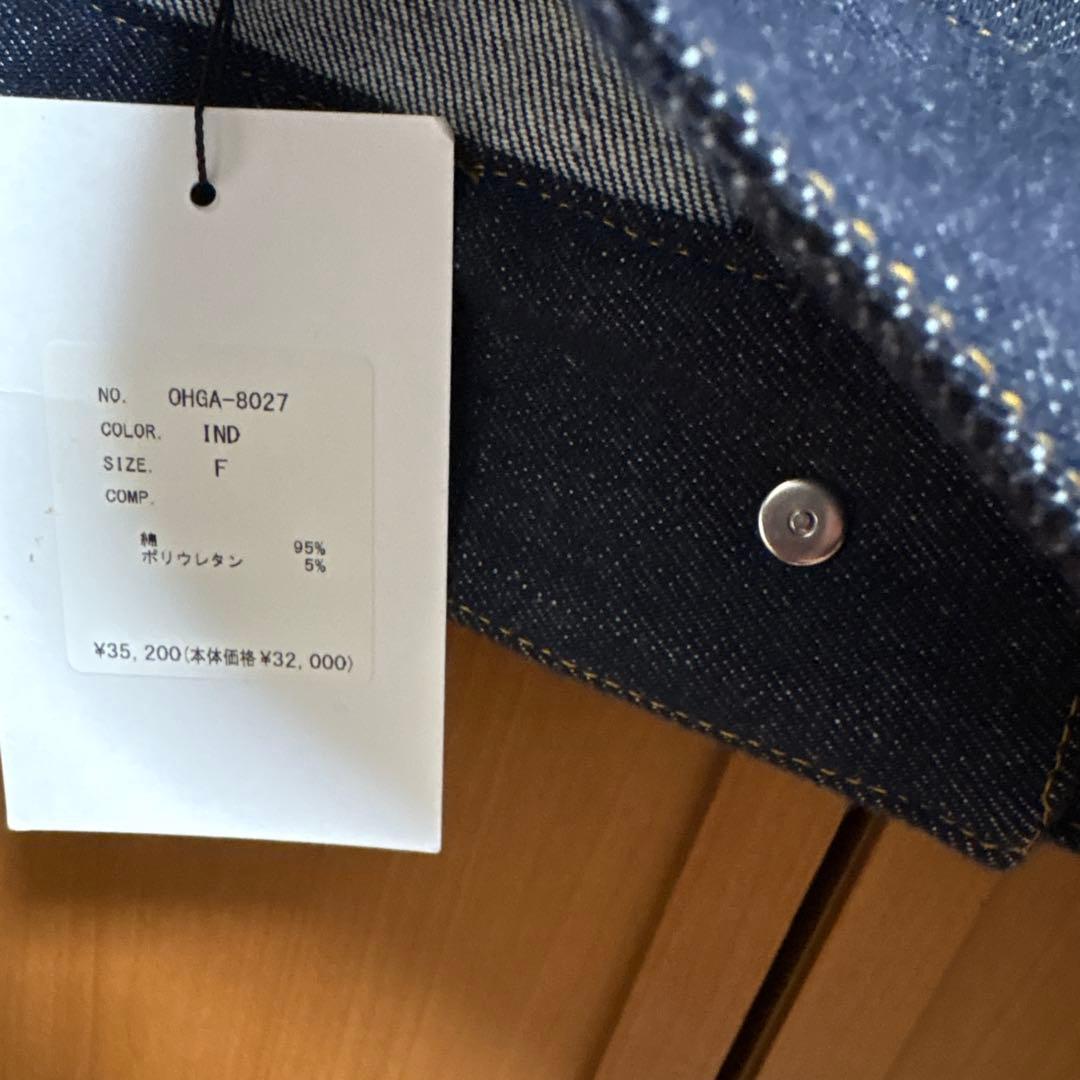 NO. OHGA-8027
COLOR. IND
SIZE. F
COMP.
綿 95%
ポリウレタン 5%
¥35,200(本体価格¥32,000)